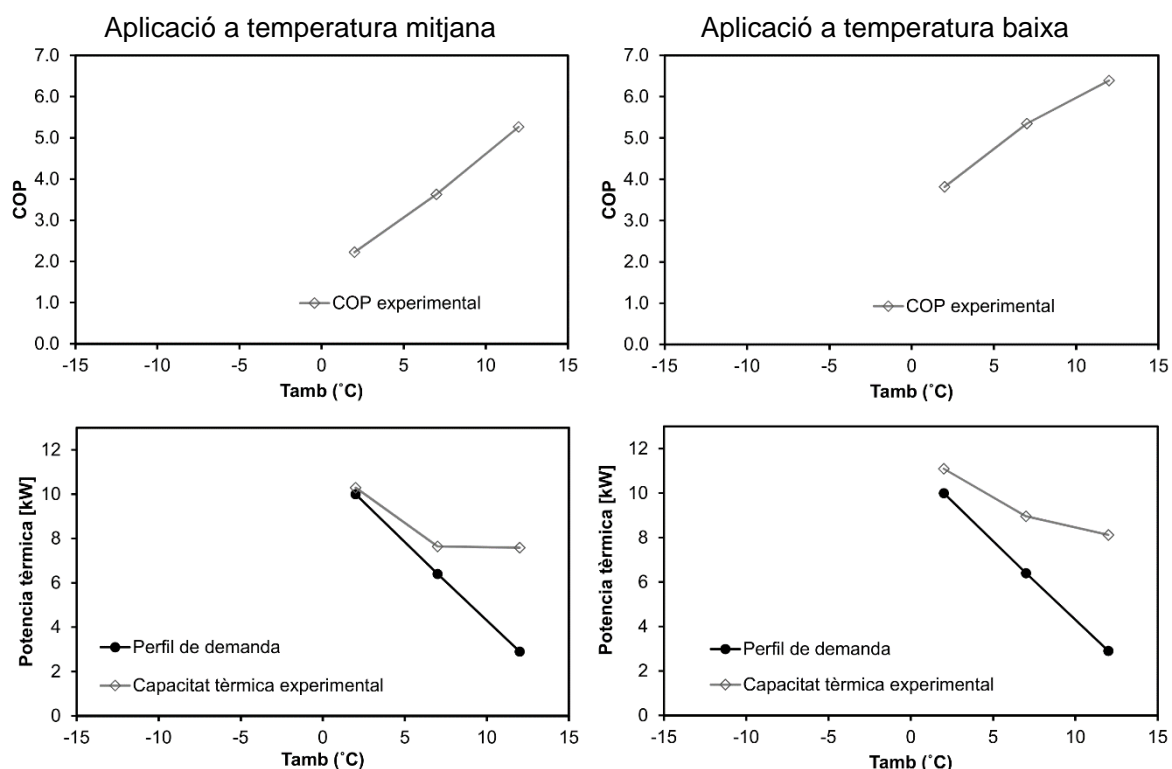 Aplicació a temperatura mitjana
7.0
6.0
5.0
4.0
3.0
2.0
1.0
0.0
COP
COP experimental
-15 -10 -5 0 5 10 15
Tamb (˚C)
Aplicació a temperatura baixa
7.0
6.0
5.0
4.0
3.0
2.0
1.0
0.0
COP
COP experimental
-15 -10 -5 0 5 10 15
Tamb (˚C)
12
10
8
6
4
2
0
Potencia tèrmica [kW]
Perfil de demanda
Capacitat tèrmica experimental
-15 -10 -5 0 5 10 15
Tamb (˚C)
12
10
8
6
4
2
0
Potencia tèrmica [kW]
Perfil de demanda
Capacitat tèrmica experimental
-15 -10 -5 0 5 10 15
Tamb (˚C)